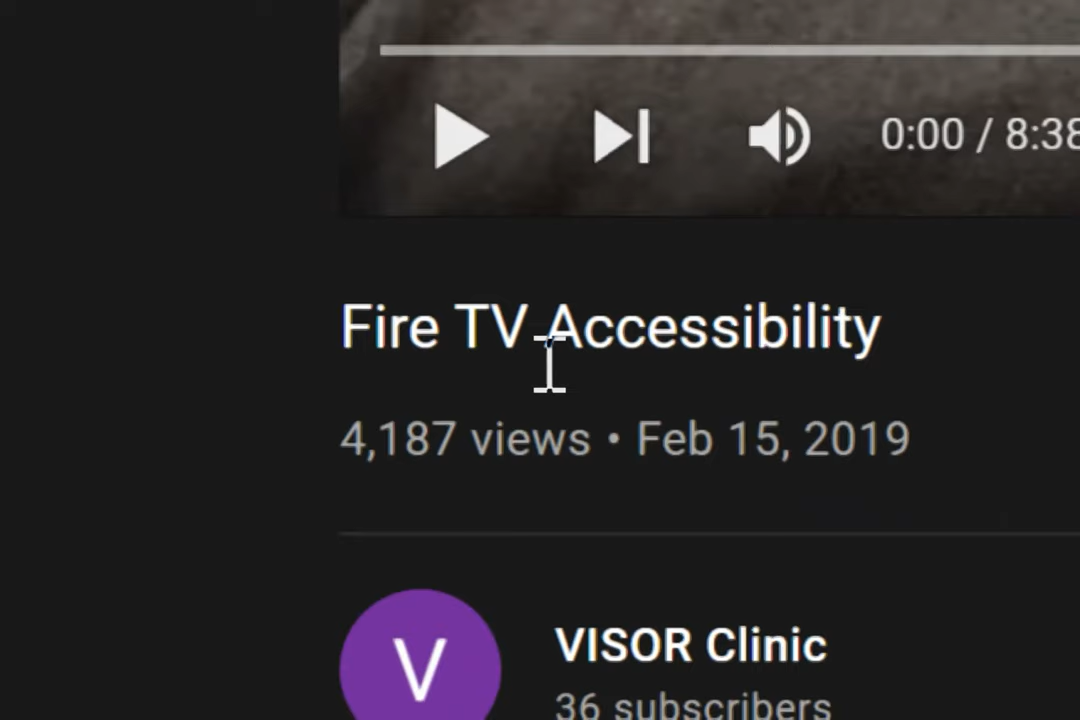 0:00 / 8:38
Fire TV Accessibility
4,187 views • Feb 15, 2019
V
VISOR Clinic
36 subscribers